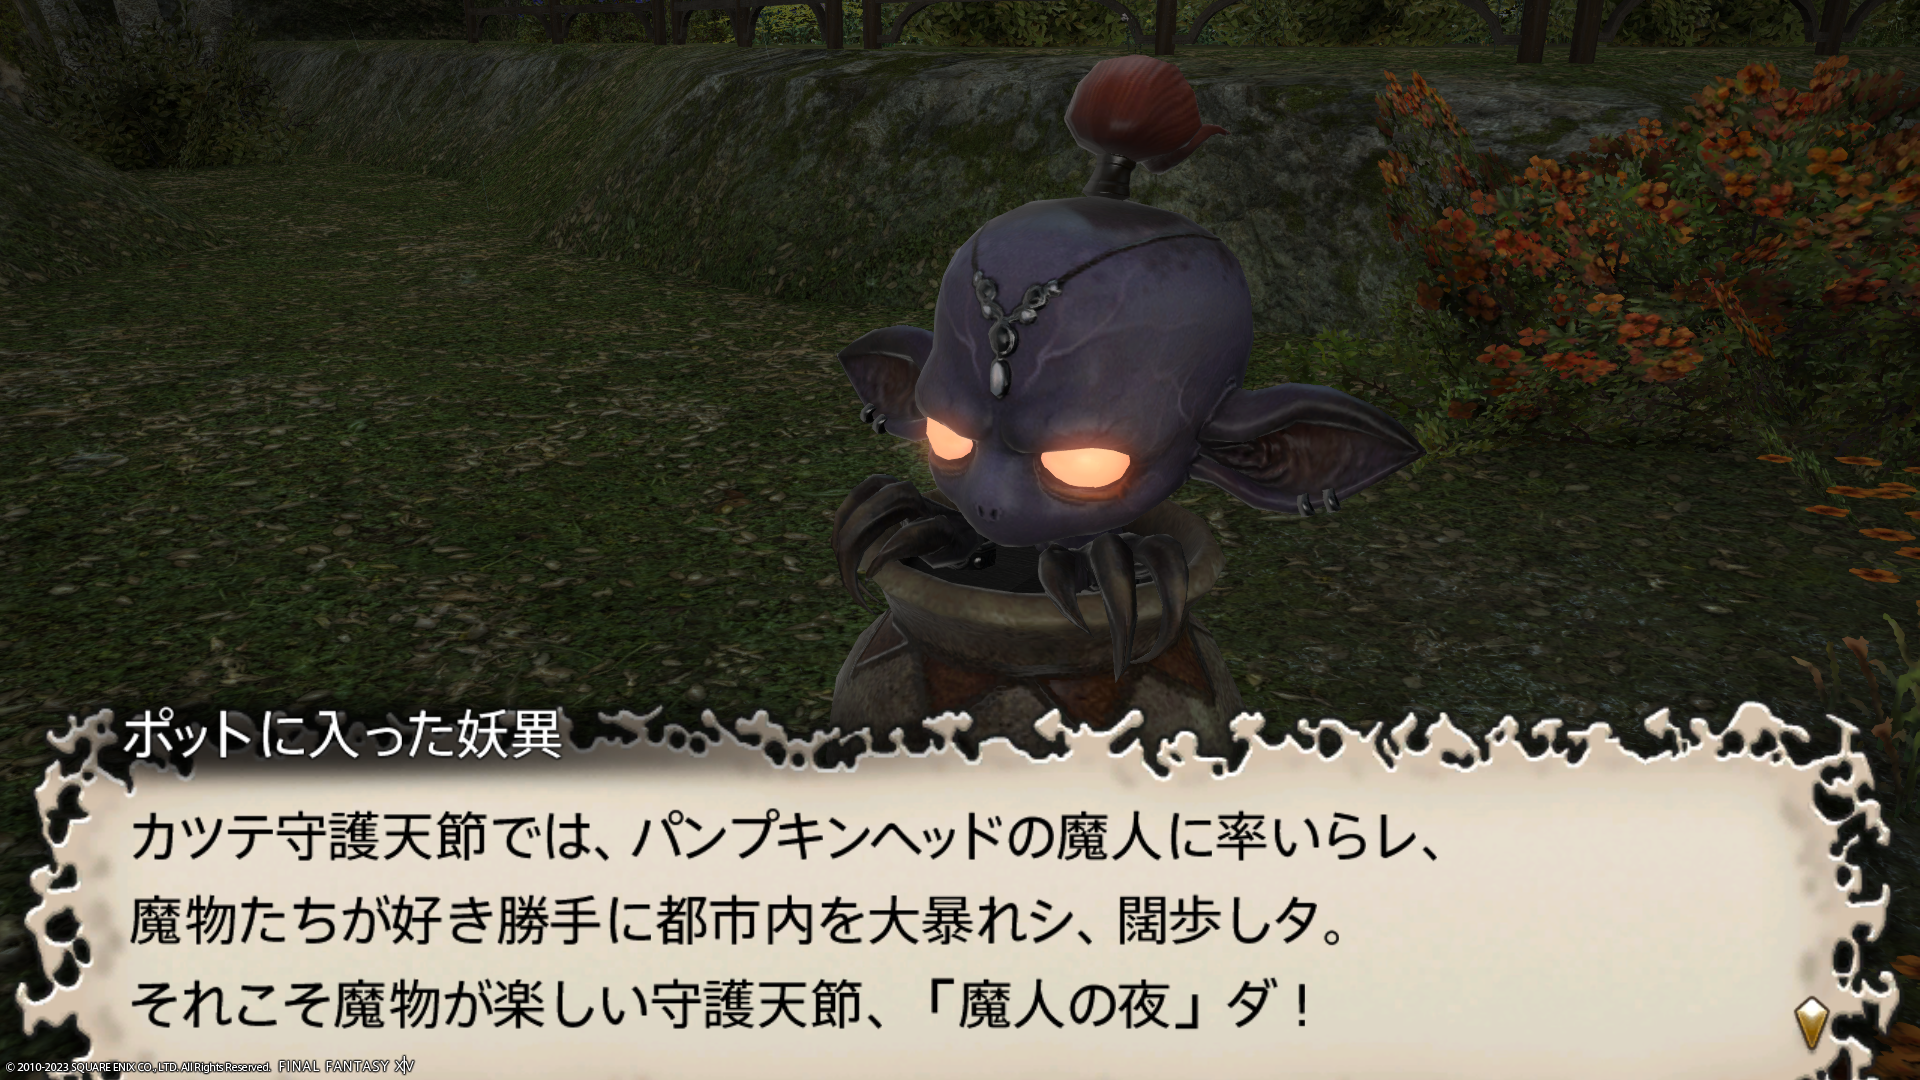 ポットに入った妖異
カツテ守護天節では、パンプキンヘッドの魔人に率いらレ、
魔物たちが好き勝手に都市内を大暴れシ、闊歩しタ。
それこそ魔物が楽しい守護天節、「魔人の夜」ダ！
© 2010-2023 SQUARE ENIX CO., LTD. All Rights Reserved. FINAL FANTASY XIV